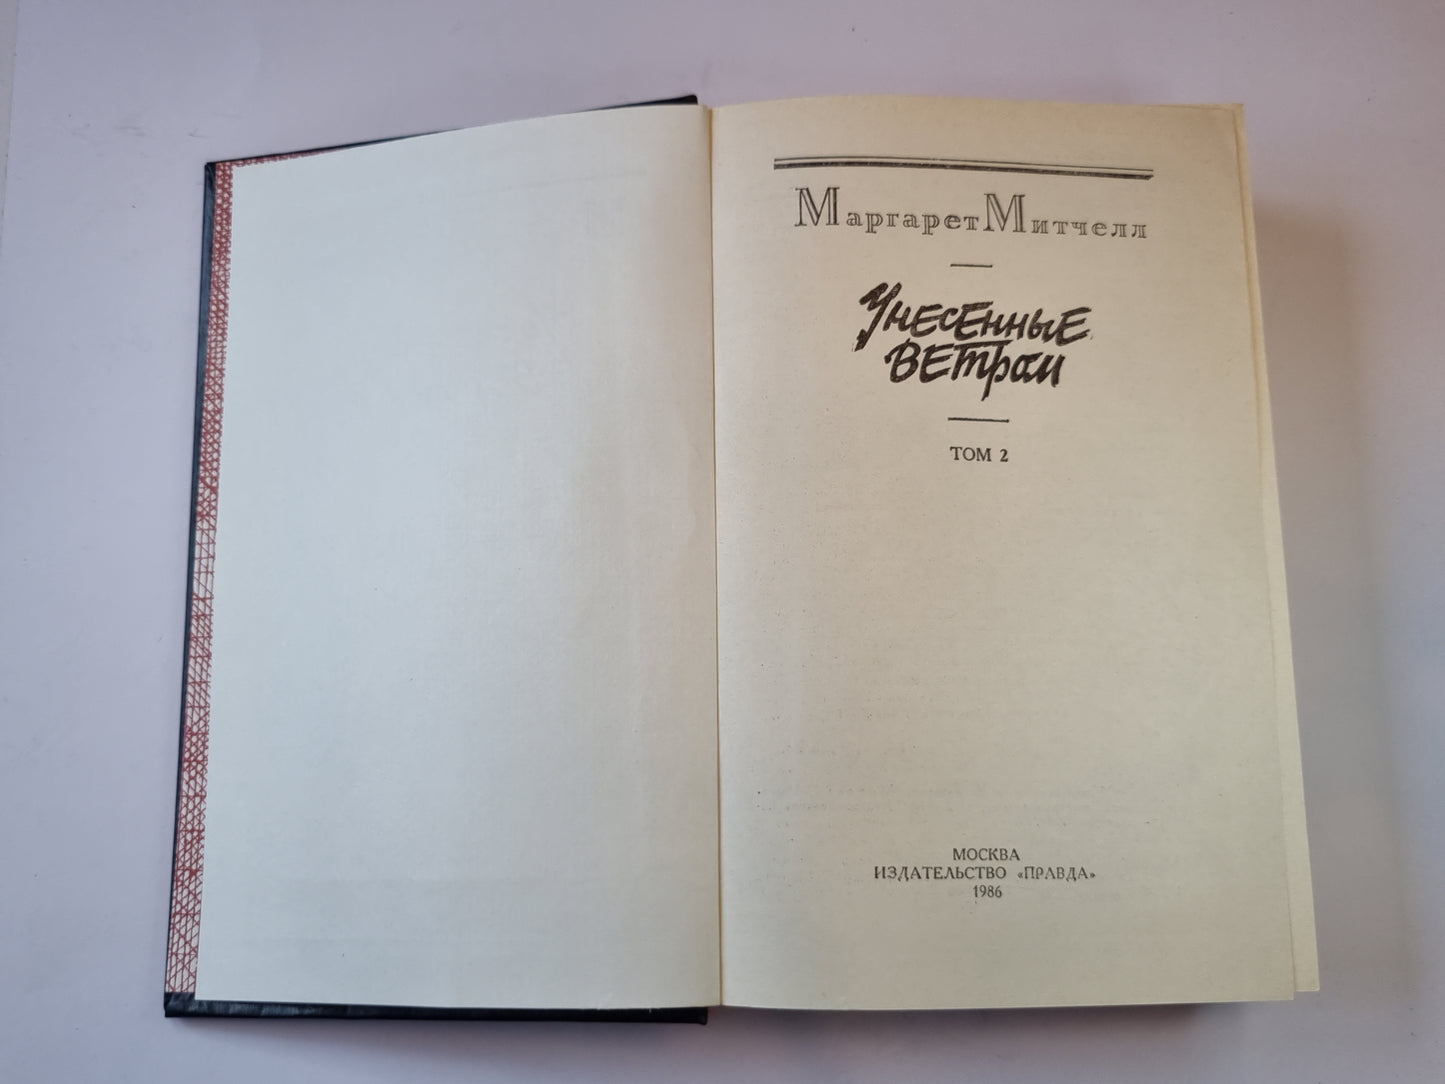 Маргарет Митчелл
Унесенные
ветром
ТОМ 2
МОСКВА
ИЗДАТЕЛЬСТВО «ПРАВДА»
1986